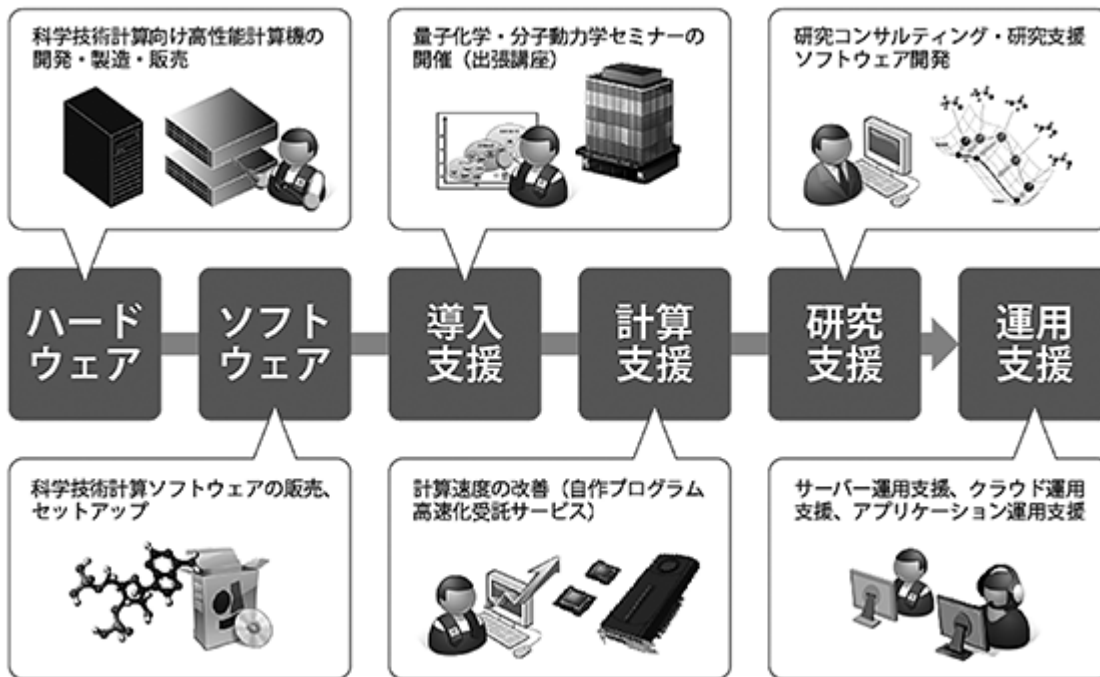 科学技術計算向け高性能計算機の
開発・製造・販売
量子化学・分子動力学セミナーの
開催（出張講座）
研究コンサルティング・研究支援
ソフトウェア開発
ハード
ウェア
ソフト
ウェア
導入
支援
計算
支援
研究
支援
運用
支援
科学技術計算ソフトウェアの販売、
セットアップ
計算速度の改善（自作プログラム
高速化受託サービス）
サーバー運用支援、クラウド運用
支援、アプリケーション運用支援